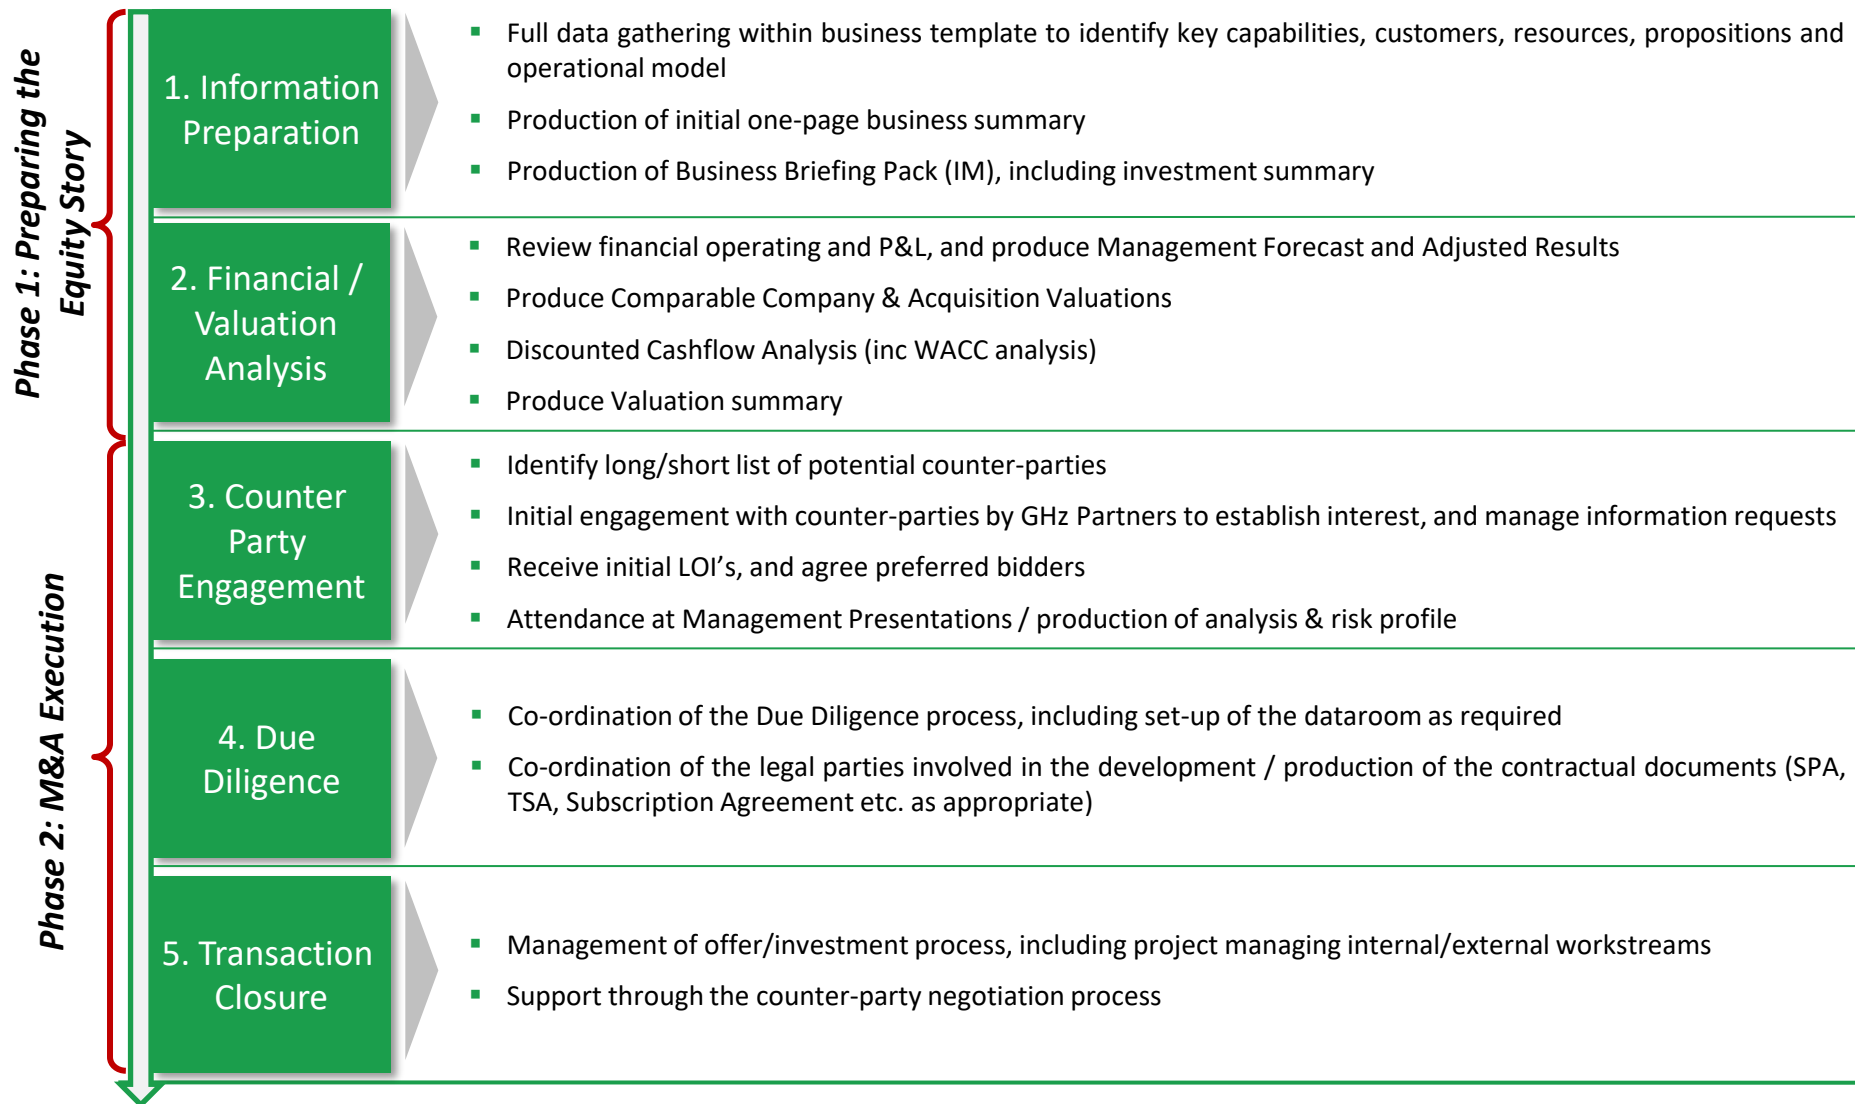 Phase 1: Preparing the
Equity Story
1. Information
Preparation
▪ Full data gathering within business template to identify key capabilities, customers, resources, propositions and
operational model
▪ Production of initial one-page business summary
▪ Production of Business Briefing Pack (IM), including investment summary
2. Financial /
Valuation
Analysis
▪ Review financial operating and P&L, and produce Management Forecast and Adjusted Results
▪ Produce Comparable Company & Acquisition Valuations
▪ Discounted Cashflow Analysis (inc WACC analysis)
▪ Produce Valuation summary
Phase 2: M&A Execution
3. Counter
Party
Engagement
▪ Identify long/short list of potential counter-parties
▪ Initial engagement with counter-parties by GHz Partners to establish interest, and manage information requests
▪ Receive initial LOI’s, and agree preferred bidders
▪ Attendance at Management Presentations / production of analysis & risk profile
4. Due
Diligence
▪ Co-ordination of the Due Diligence process, including set-up of the dataroom as required
▪ Co-ordination of the legal parties involved in the development / production of the contractual documents (SPA,
TSA, Subscription Agreement etc. as appropriate)
5. Transaction
Closure
▪ Management of offer/investment process, including project managing internal/external workstreams
▪ Support through the counter-party negotiation process